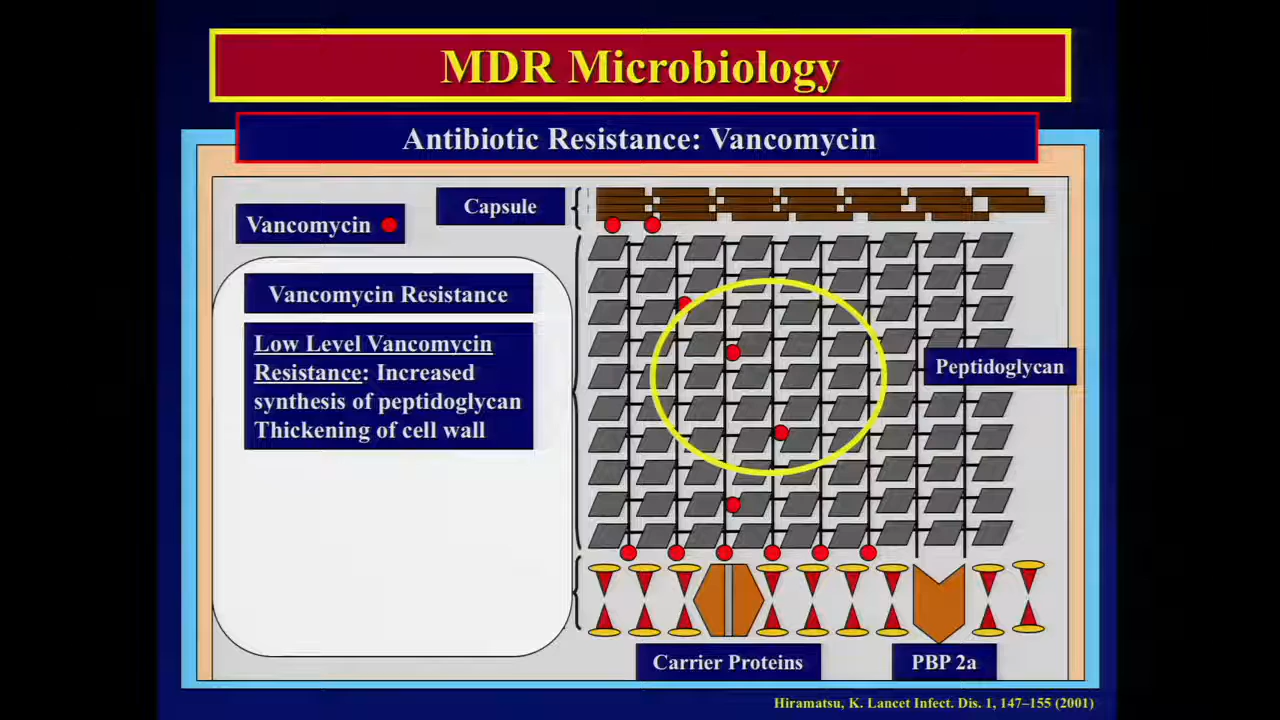 MDR Microbiology
Antibiotic Resistance: Vancomycin
Capsule
Vancomycin
Vancomycin Resistance
Low Level Vancomycin
Resistance: Increased
synthesis of peptidoglycan
Thickening of cell wall
Peptidoglycan
Carrier Proteins
PBP 2a
Hiramatsu, K. Lancet Infect. Dis. 1, 147–155 (2001)